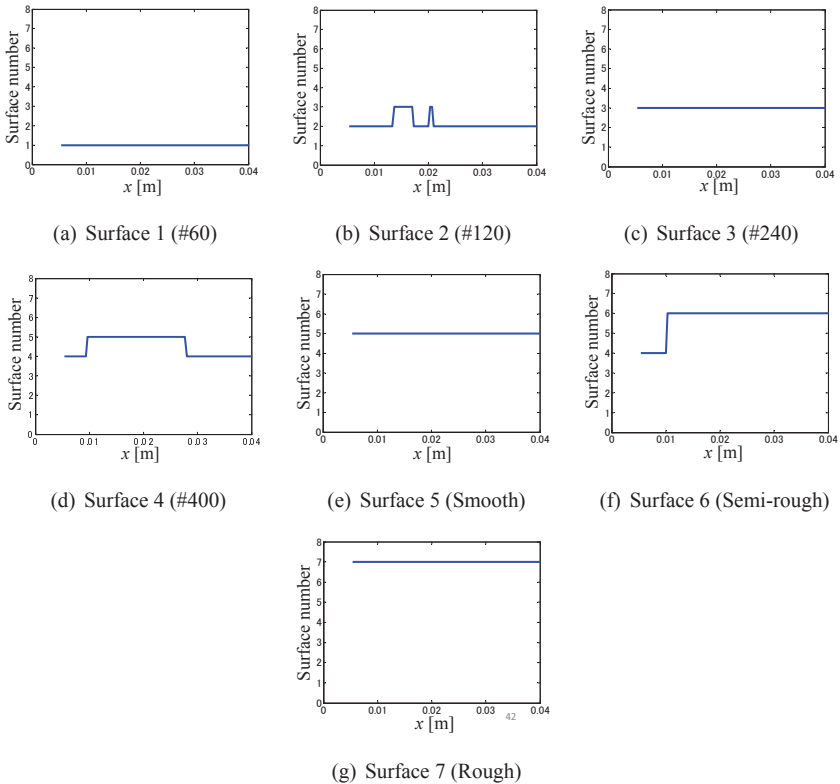 Surface number
8
7
6
5
4
3
2
1
0
0 0.01 0.02 0.03 0.04
x [m]
(a) Surface 1 (#60)
Surface number
8
7
6
5
4
3
2
1
0
0 0.01 0.02 0.03 0.04
x [m]
(b) Surface 2 (#120)
Surface number
8
7
6
5
4
3
2
1
0
0 0.01 0.02 0.03 0.04
x [m]
(c) Surface 3 (#240)
Surface number
8
7
6
5
4
3
2
1
0
0 0.01 0.02 0.03 0.04
x [m]
(d) Surface 4 (#400)
Surface number
8
7
6
5
4
3
2
1
0
0 0.01 0.02 0.03 0.04
x [m]
(e) Surface 5 (Smooth)
Surface number
8
7
6
5
4
3
2
1
0
0 0.01 0.02 0.03 0.04
x [m]
(f) Surface 6 (Semi-rough)
Surface number
8
7
6
5
4
3
2
1
0
0 0.01 0.02 0.03 0.04
x [m]
42
(g) Surface 7 (Rough)